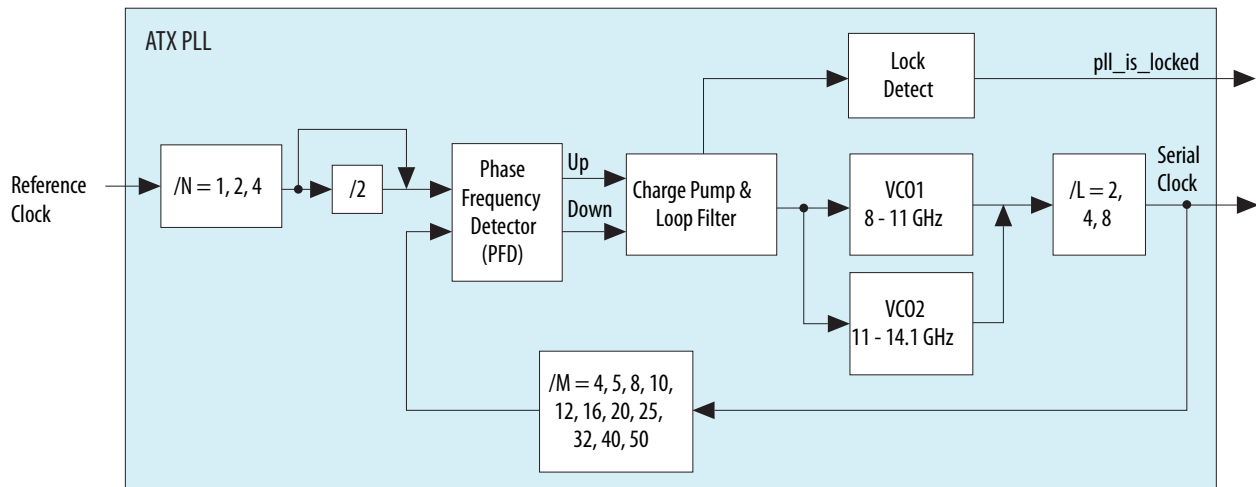 ATX PLL
Lock
Detect
pll_is_locked
Reference
Clock
/N = 1, 2, 4
/2
Phase
Frequency
Detector
(PFD)
Up
Down
Charge Pump &
Loop Filter
VCO1
8 - 11 GHz
VCO2
11 - 14.1 GHz
/L = 2,
4, 8
Serial
Clock
/M = 4, 5, 8, 10,
12, 16, 20, 25,
32, 40, 50